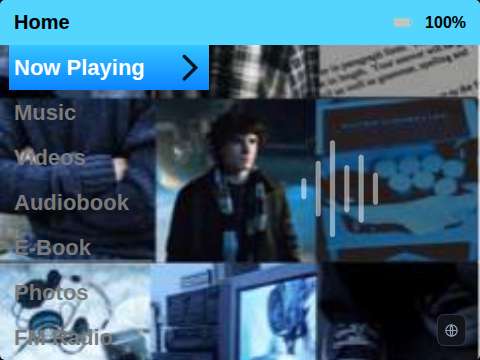 Home
100%
Now Playing
Music
Videos
Audiobook
E-Book
Photos
FM Radio